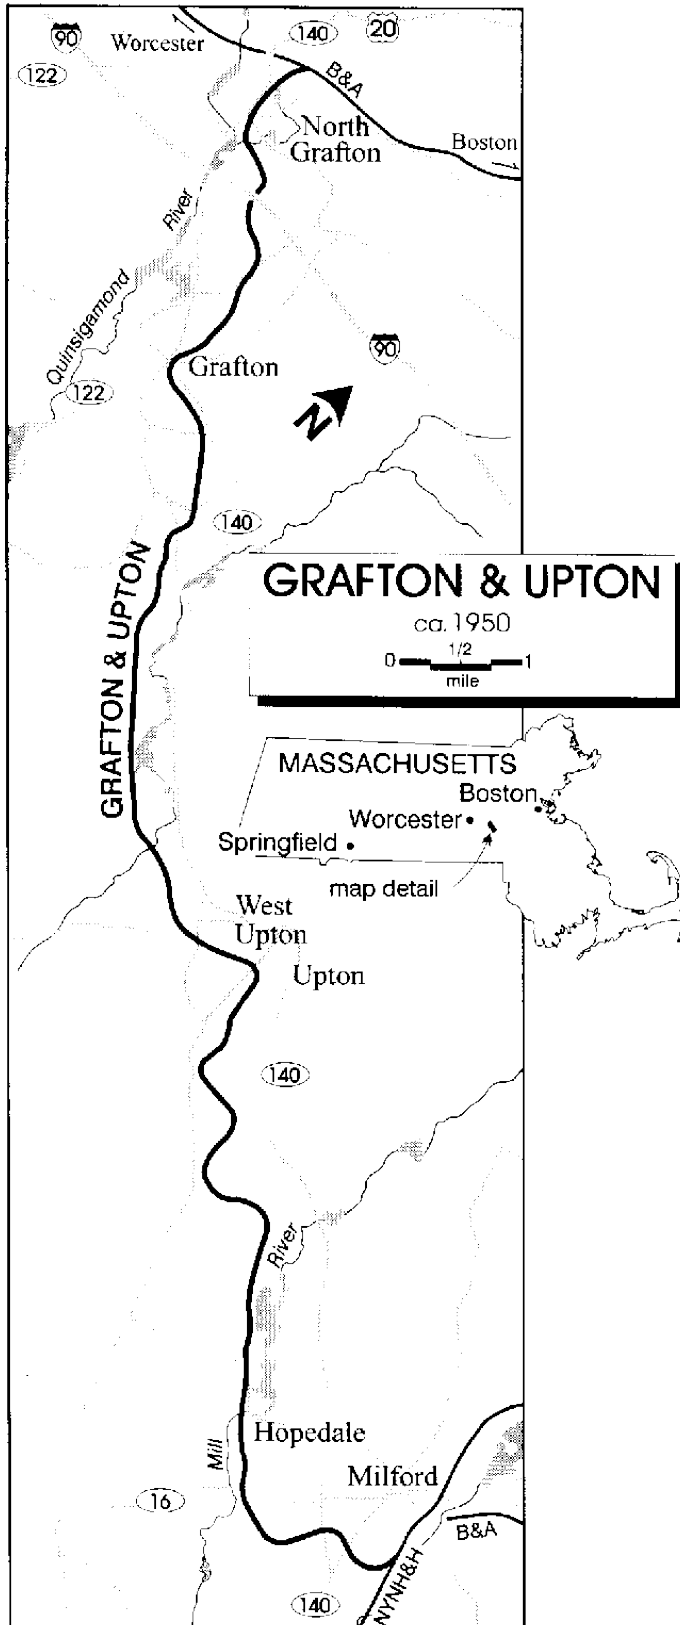 90
Worcester
140
20
122
B&A
North
Grafton
Boston
River
Quinsigamond
90
Grafton
122
N
140
GRAFTON & UPTON
GRAFTON & UPTON
ca. 1950
0 1/2 1
mile
MASSACHUSETTS
Boston
Worcester
Springfield
map detail
West
Upton
Upton
140
River
Hopedale
Mill
Milford
16
B&A
NYNH&H
140